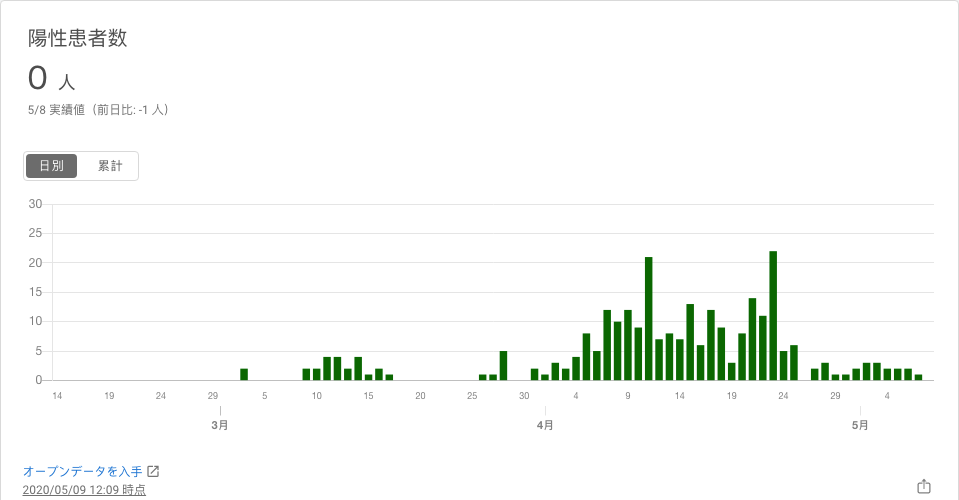 陽性患者数
0 人
5/8 実績値（前日比: -1 人）
日別 累計
30
25
20
15
10
5
0
14 19 24 29 5 10 15 20 25 30 4 9 14 19 24 29 4
3月 4月 5月
オープンデータを入手
2020/05/09 12:09 時点